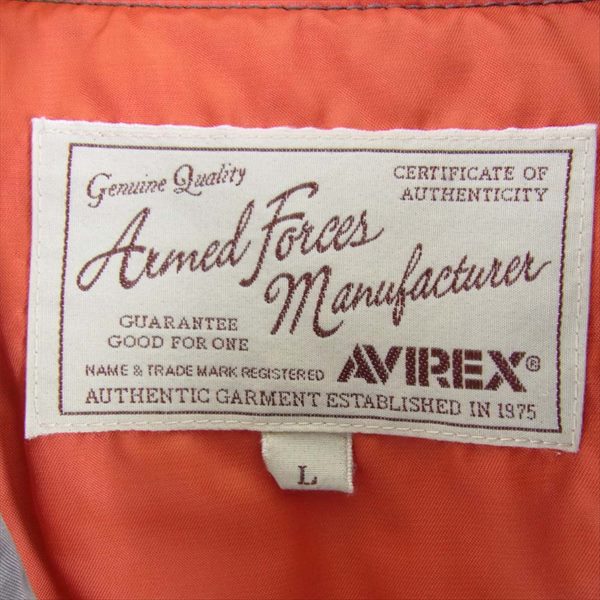 Genuine Quality
CERTIFICATE OF
AUTHENTICITY
Armed Forces
Manufacturer
GUARANTEE
GOOD FOR ONE
NAME & TRADE MARK REGISTERED
AVIREX®
AUTHENTIC GARMENT ESTABLISHED IN 1975
L